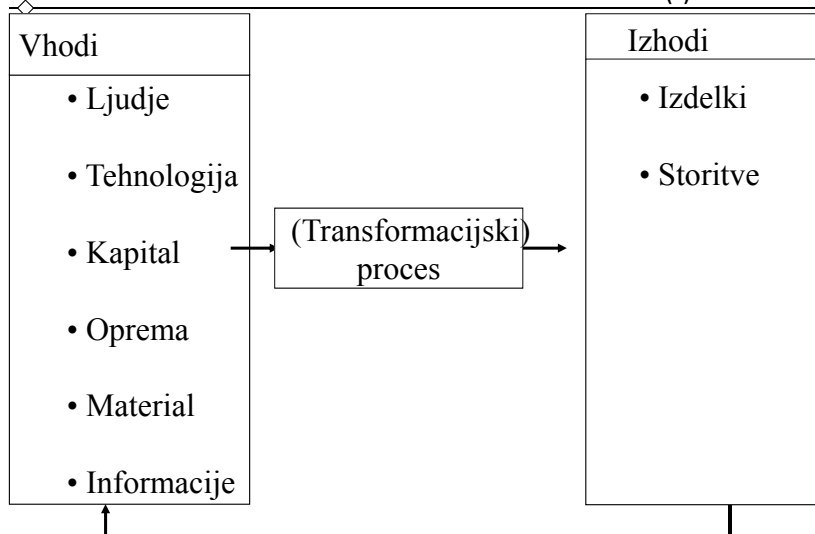 Vhodi
• Ljudje
• Tehnologija
• Kapital
• Oprema
• Material
• Informacije
(Transformacijski)
proces
Izhodi
• Izdelki
• Storitve